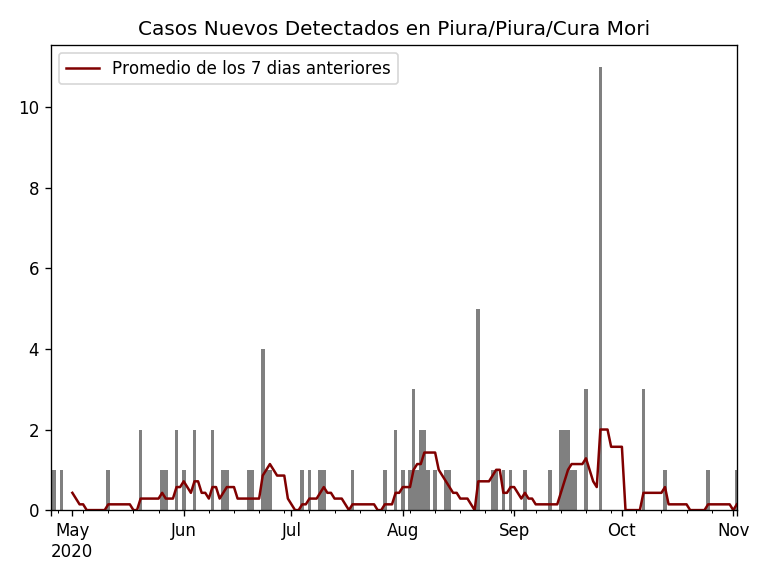 Casos Nuevos Detectados en Piura/Piura/Cura Mori
Promedio de los 7 dias anteriores
10
8
6
4
2
0
May Jun Jul Aug Sep Oct Nov
2020